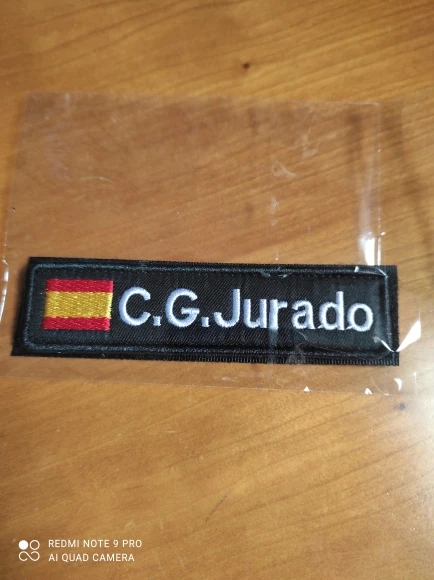 C.G.Jurado
REDMI NOTE 9 PRO
AI QUAD CAMERA